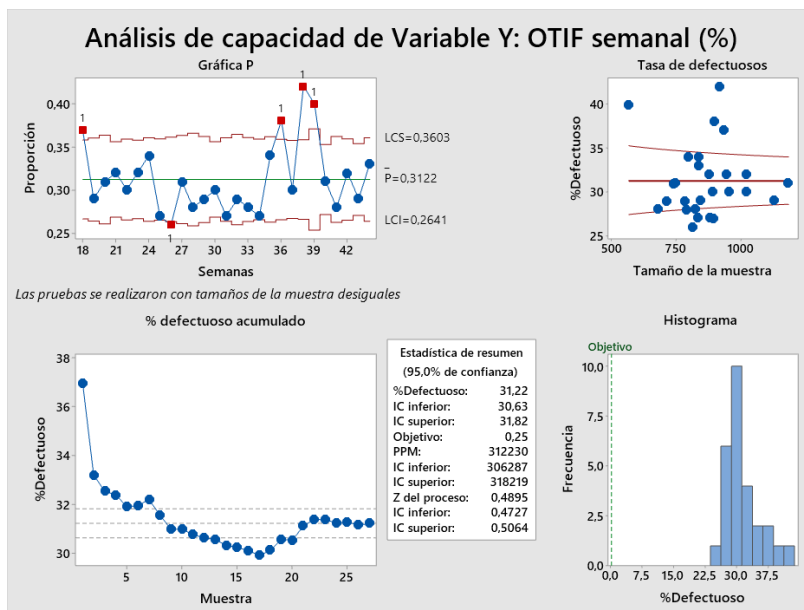 Análisis de capacidad de Variable Y: OTIF semanal (%)
Gráfica P
Proporción
0,40
0,35
0,30
0,25
1
1
1
1
1
LCS=0,3603
_
P=0,3122
LCI=0,2641
18 21 24 27 30 33 36 39 42
Semanas
Las pruebas se realizaron con tamaños de la muestra desiguales
Tasa de defectuosos
%Defectuoso
40
35
30
25
500 750 1000
Tamaño de la muestra
% defectuoso acumulado
%Defectuoso
38
36
34
32
30
5 10 15 20 25
Muestra
Estadística de resumen
(95,0% de confianza)
%Defectuoso: 31,22
IC inferior: 30,63
IC superior: 31,82
Objetivo: 0,25
PPM: 312230
IC inferior: 306287
IC superior: 318219
Z del proceso: 0,4895
IC inferior: 0,4727
IC superior: 0,5064
Histograma
Objetivo
Frecuencia
10,0
7,5
5,0
2,5
0,0
0,0 7,5 15,0 22,5 30,0 37,5
%Defectuoso